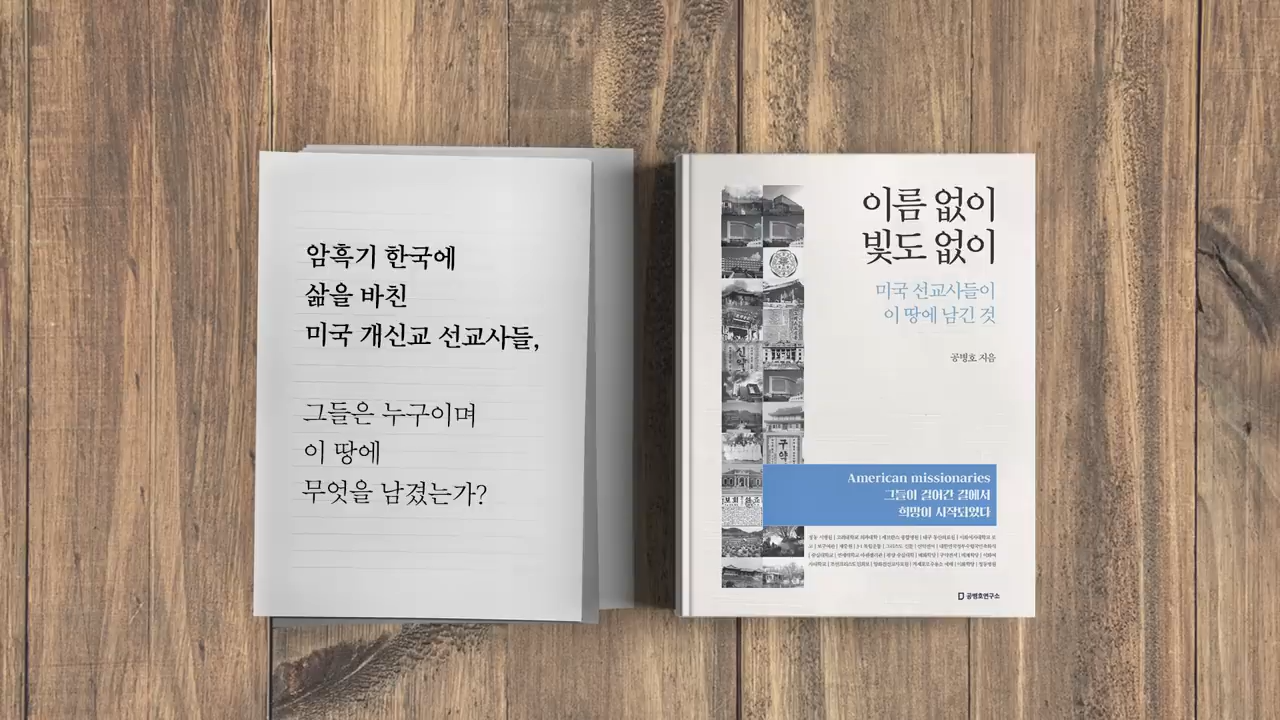 암흑기 한국에
삶을 바친
미국 개신교 선교사들,
그들은 누구이며
이 땅에
무엇을 남겼는가?
이름 없이
빛도 없이
미국 선교사들이
이 땅에 남긴 것
공병호 지음
구약
American missionaries
그들이 걸어간 길에서
희망이 시작되었다
공병호연구소